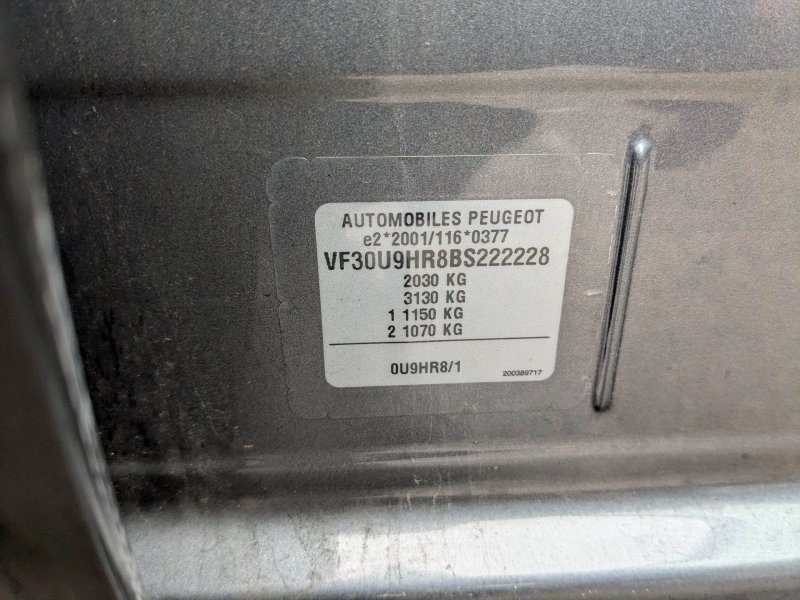 AUTOMOBILES PEUGEOT
e2*2001/116*0377
VF30U9HR8BS222228
2030 KG
3130 KG
1 1150 KG
2 1070 KG
0U9HR8/1
200389717